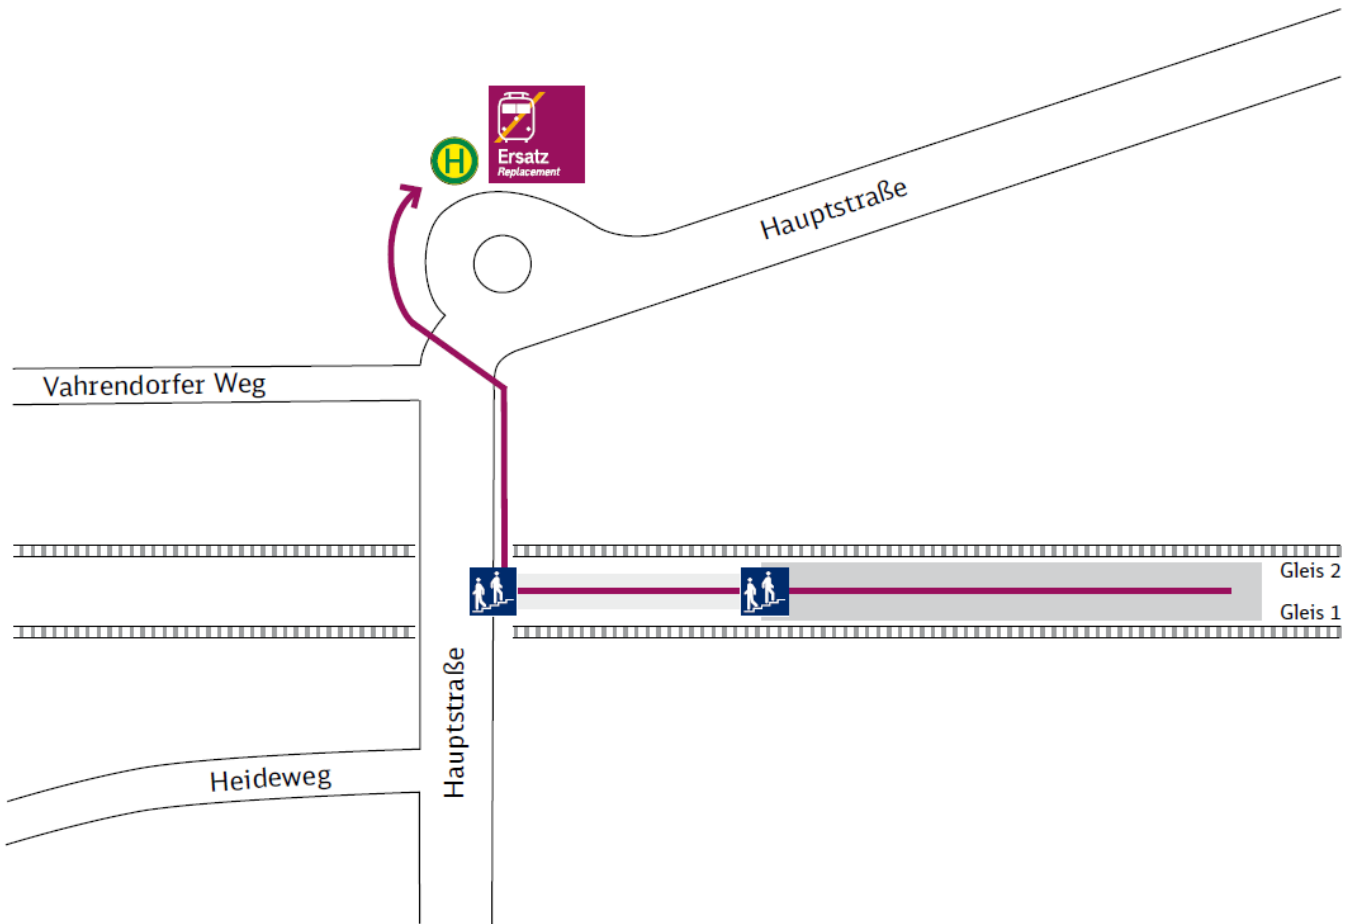 H
Ersatz
Replacement
Hauptstraße
Vahrendorfer Weg
Gleis 2
Gleis 1
Hauptstraße
Heideweg